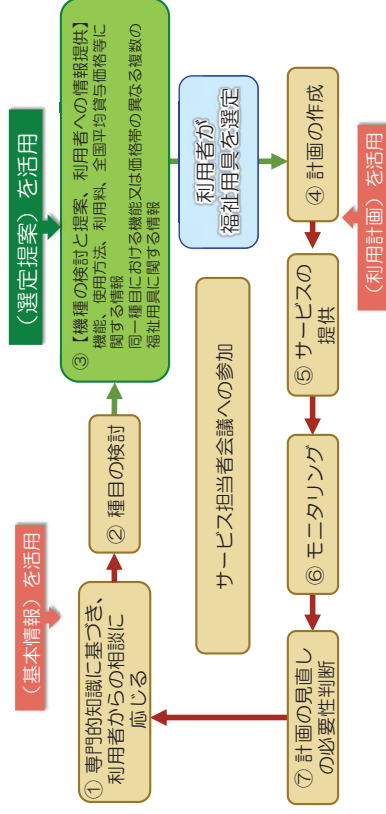 （基本情報）を活用
（選定提案）を活用
① 専門的知識に基づき、
利用者からの相談に
応じる
② 種目の検討
③【機種の検討と提案、利用者への情報提供】
機能、使用方法、利用料、全国平均貸与価格等に
関する情報
同一種目における機能又は価格帯の異なる複数の
福祉用具に関する情報
利用者が
福祉用具を選定
サービス担当者会議への参加
④ 計画の作成
（利用計画）を活用
⑤ サービスの
提供
⑥ モニタリング
⑦ 計画の見直し
の必要性判断